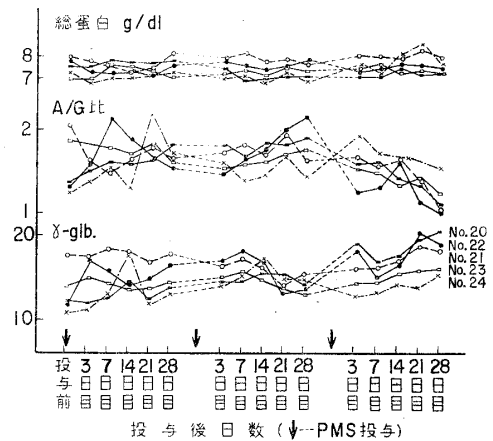 総蛋白 g/dl
8
7
A/G比
2
1
γ-glb.
20
10
No.20
No.22
No.21
No.23
No.24
投与前 3日目 7日目 14日目 21日目 28日目 3日目 7日目 14日目 21日目 28日目 3日目 7日目 14日目 21日目 28日目
投与後日数 (↓--PMS投与)